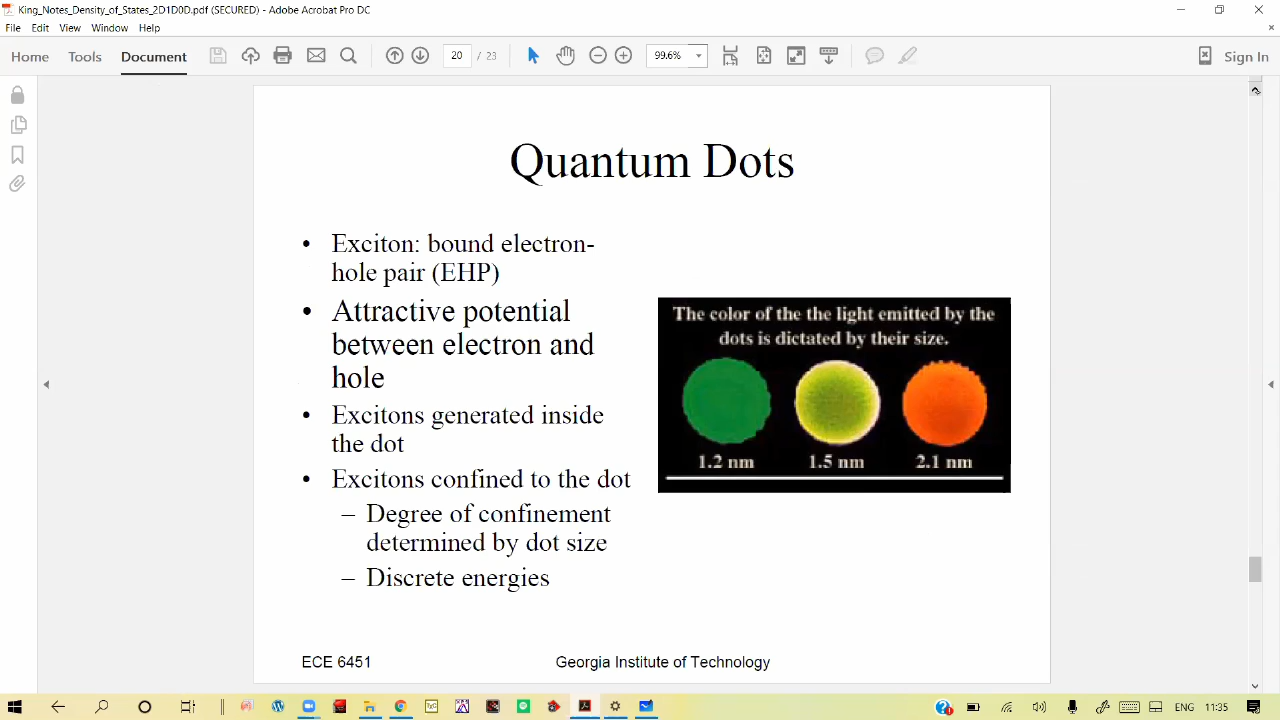 King_Notes_Density_of_States_2D1D0D.pdf (SECURED) - Adobe Acrobat Pro DC
File Edit View Window Help
Home Tools Document 20 / 23 99.6% Sign In
Quantum Dots
• Exciton: bound electron-
hole pair (EHP)
• Attractive potential
between electron and
hole
• Excitons generated inside
the dot
• Excitons confined to the dot
– Degree of confinement
determined by dot size
– Discrete energies
The color of the the light emitted by the
dots is dictated by their size.
1.2 nm 1.5 nm 2.1 nm
ECE 6451 Georgia Institute of Technology
ENG 11:35